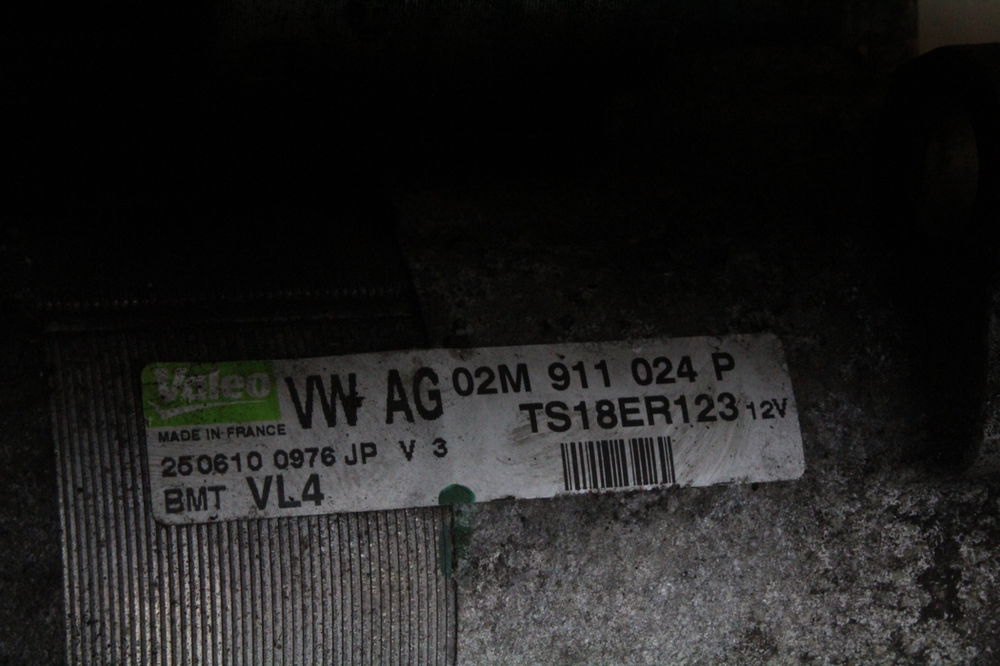 Valeo
VW AG 02M 911 024 P
MADE IN FRANCE TS18ER123 12V
250610 0976 JP V 3
BMT VL4